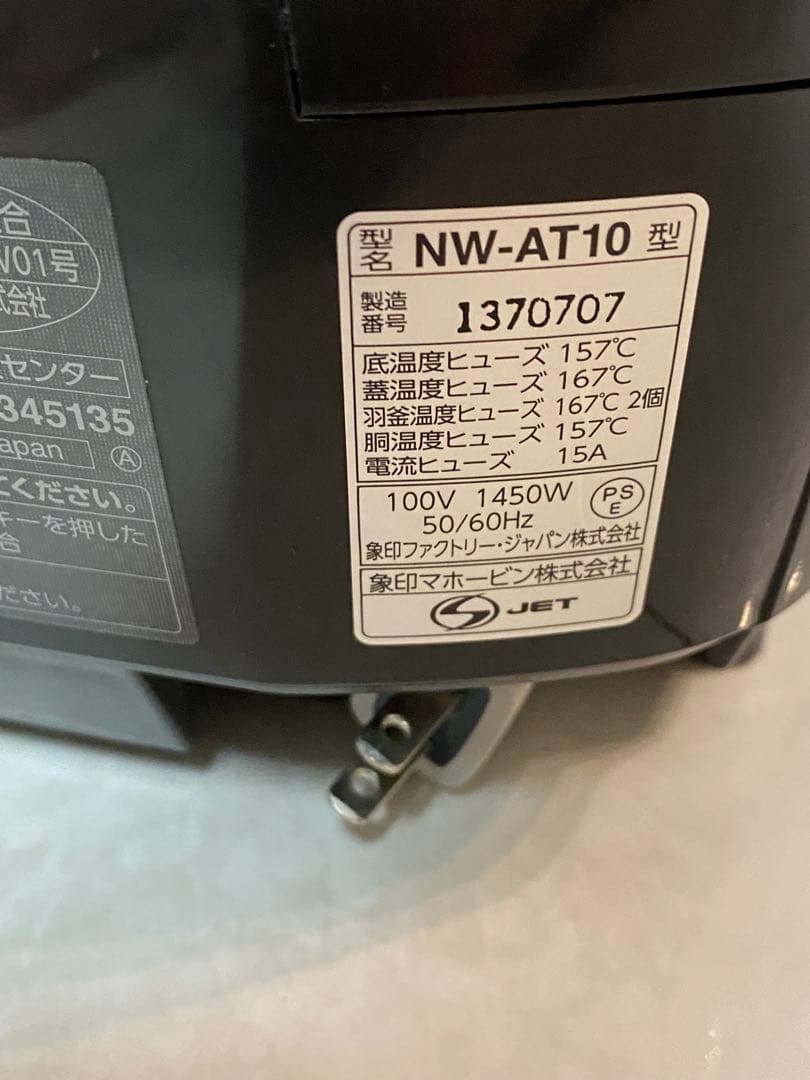 合
W01号
式会社
センター
345135
apan Ⓐ
ください。
キーを押した
合
ださい。
型名 NW-AT10 型
製造番号 1370707
底温度ヒューズ 157℃
蓋温度ヒューズ 167℃
羽釜温度ヒューズ 167℃ 2個
胴温度ヒューズ 157℃
電流ヒューズ 15A
100V 1450W PSE
50/60Hz
象印ファクトリー・ジャパン株式会社
象印マホービン株式会社
JET